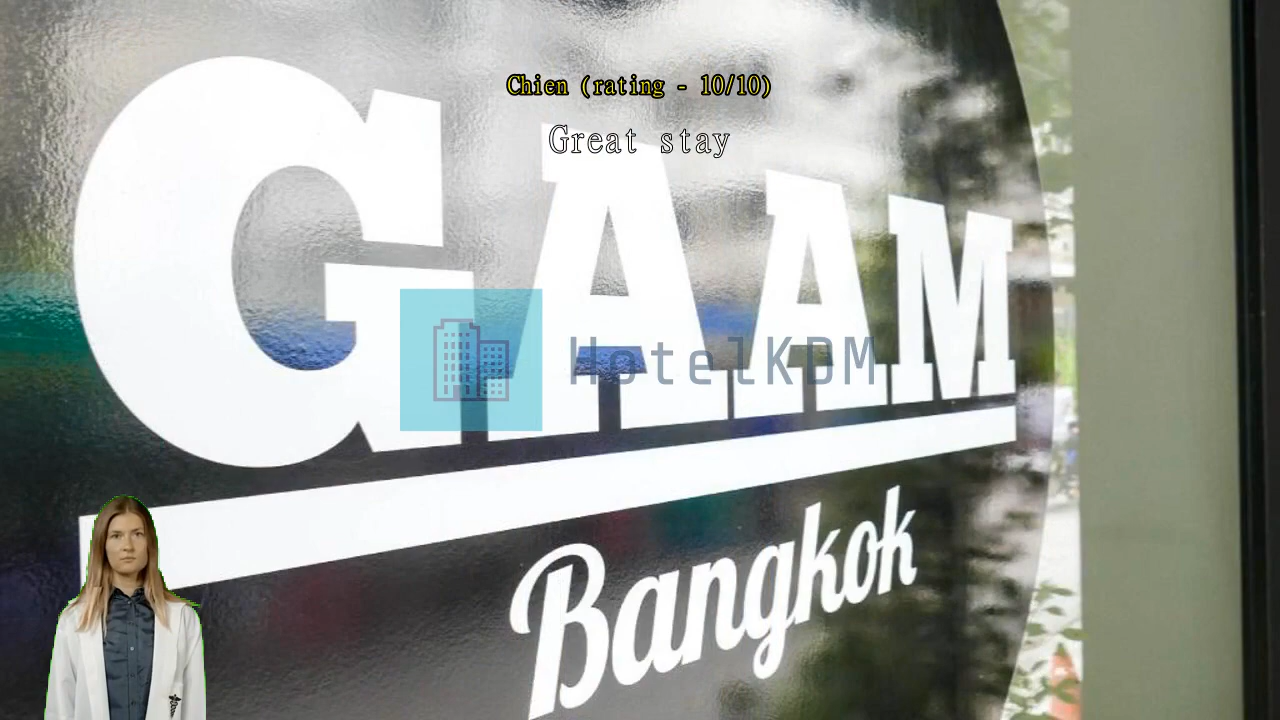 Chien (rating - 10/10)
Great stay
GAAM
HotelKDM
Bangkok